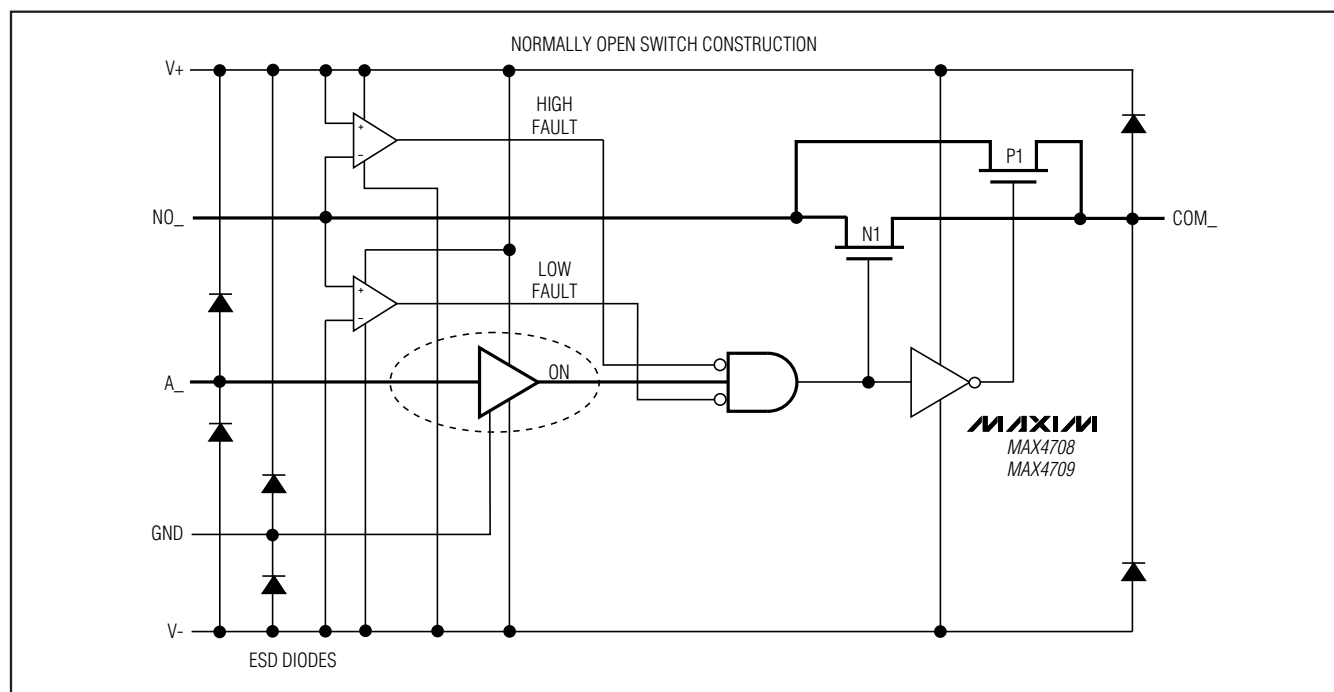 NORMALLY OPEN SWITCH CONSTRUCTION
V+
HIGH
FAULT
+
−
P1
NO_
COM_
N1
LOW
FAULT
+
−
A_
ON
MAXIM
MAX4708
MAX4709
GND
V-
ESD DIODES